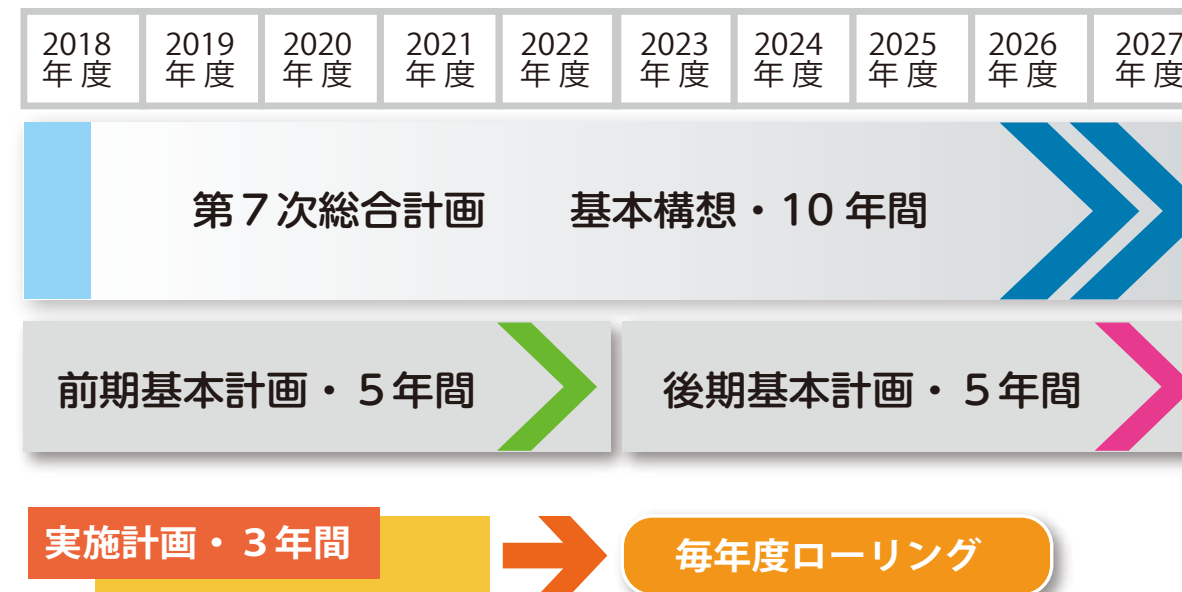 2018 2019 2020 2021 2022 2023 2024 2025 2026 2027
年度 年度 年度 年度 年度 年度 年度 年度 年度 年度
第7次総合計画 基本構想・10年間
前期基本計画・5年間 後期基本計画・5年間
実施計画・3年間 毎年度ローリング